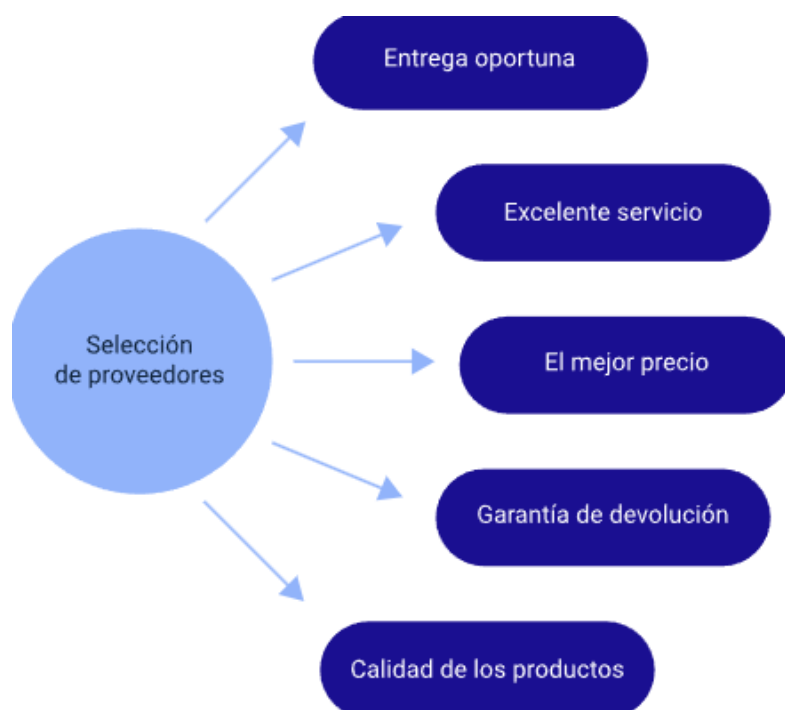 Entrega oportuna
Excelente servicio
Selección
de proveedores
El mejor precio
Garantía de devolución
Calidad de los productos